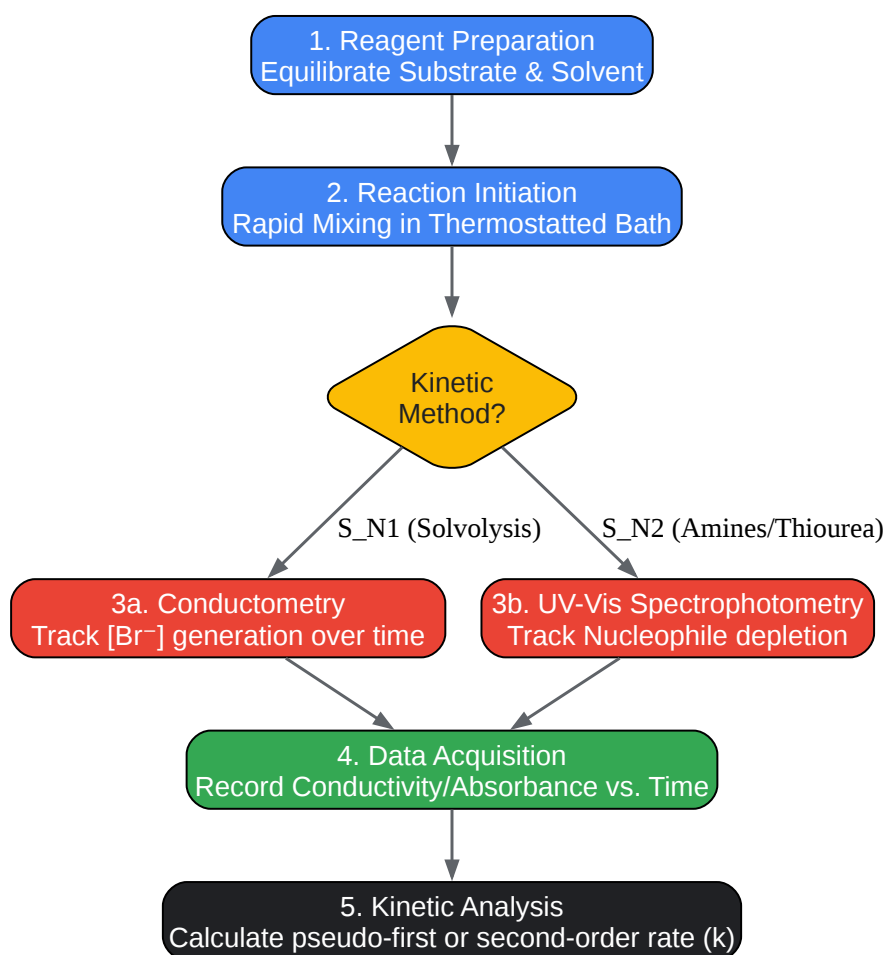 1. Reagent Preparation
Equilibrate Substrate & Solvent
2. Reaction Initiation
Rapid Mixing in Thermostatted Bath
Kinetic
Method?
S_N1 (Solvolysis)
S_N2 (Amines/Thiourea)
3a. Conductometry
Track [Br⁻] generation over time
3b. UV-Vis Spectrophotometry
Track Nucleophile depletion
4. Data Acquisition
Record Conductivity/Absorbance vs. Time
5. Kinetic Analysis
Calculate pseudo-first or second-order rate (k)